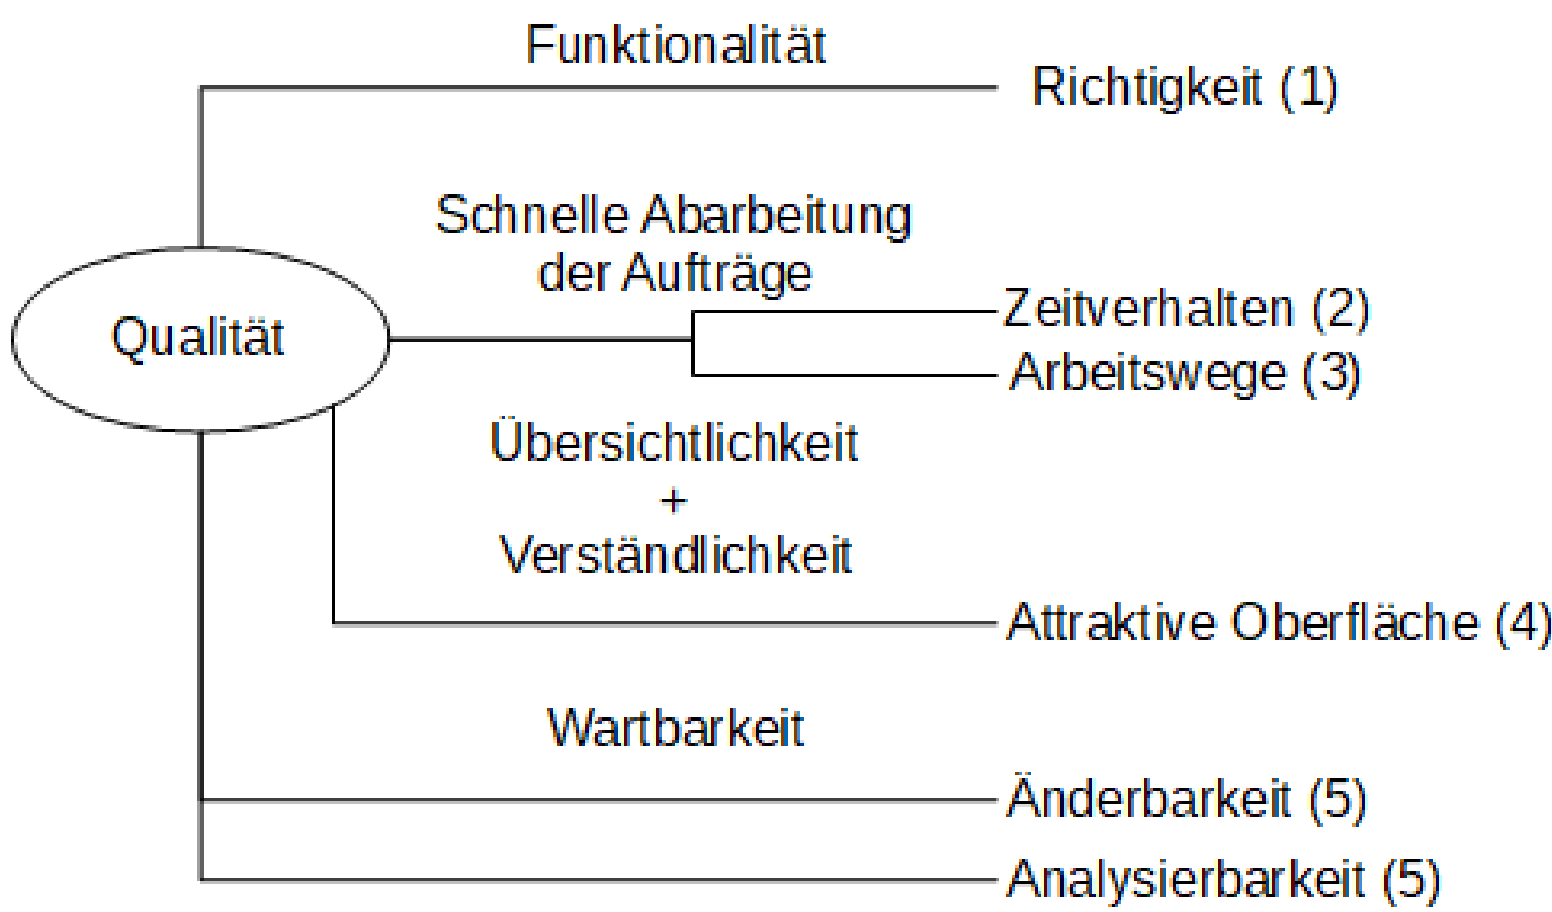 Funktionalität
Richtigkeit (1)
Schnelle Abarbeitung
der Aufträge
Qualität
Zeitverhalten (2)
Arbeitswege (3)
Übersichtlichkeit
+
Verständlichkeit
Attraktive Oberfläche (4)
Wartbarkeit
Änderbarkeit (5)
Analysierbarkeit (5)